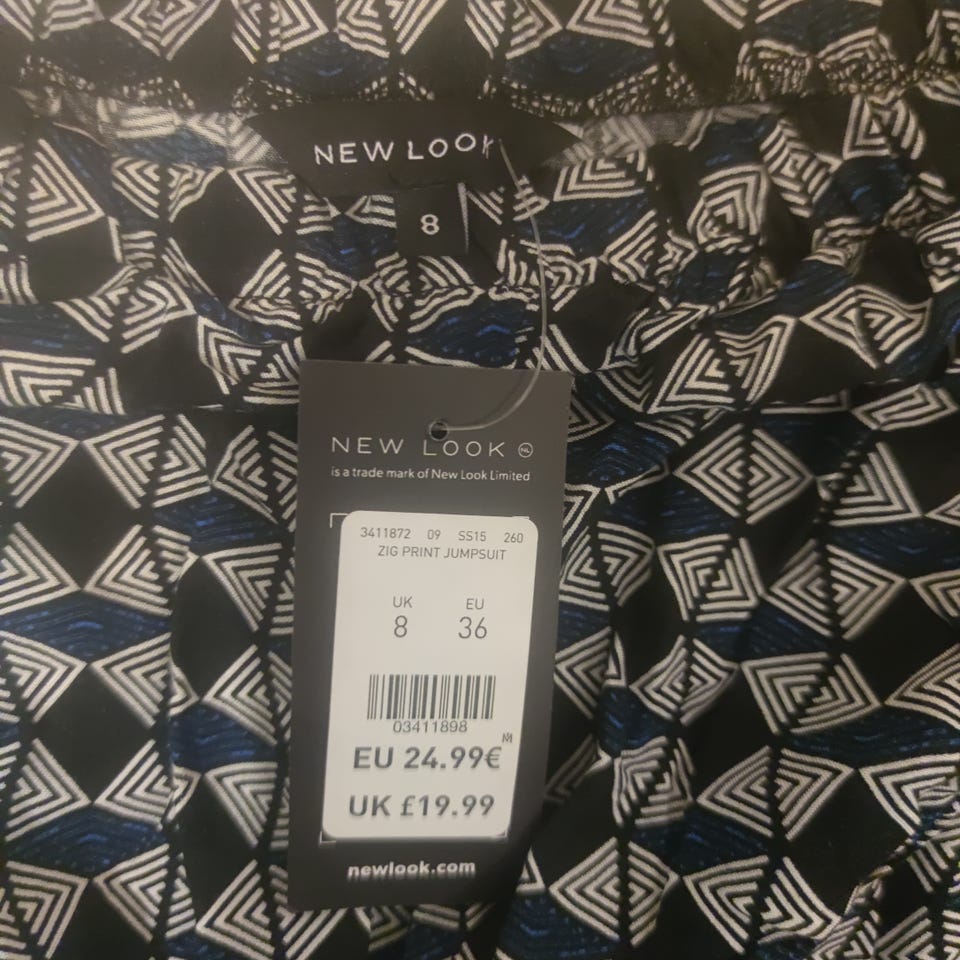 NEW LOOK
8
NEW LOOK NL
is a trade mark of New Look Limited
3411872 09 SS15 260
ZIG PRINT JUMPSUIT
UK EU
8 36
03411898
M
EU 24.99€
UK £19.99
newlook.com